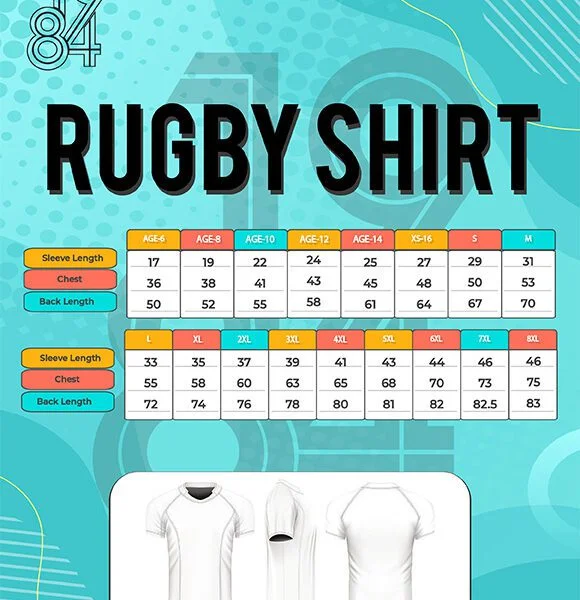 1984
RUGBY SHIRT
1984
AGE-6 AGE-8 AGE-10 AGE-12 AGE-14 XS-16 S M
Sleeve Length 17 19 22 24 25 27 29 31
Chest 36 38 41 43 45 48 50 53
Back Length 50 52 55 58 61 64 67 70
L XL 2XL 3XL 4XL 5XL 6XL 7XL 8XL
Sleeve Length 33 35 37 39 41 43 44 46 46
Chest 55 58 60 63 65 68 70 73 75
Back Length 72 74 76 78 80 81 82 82.5 83